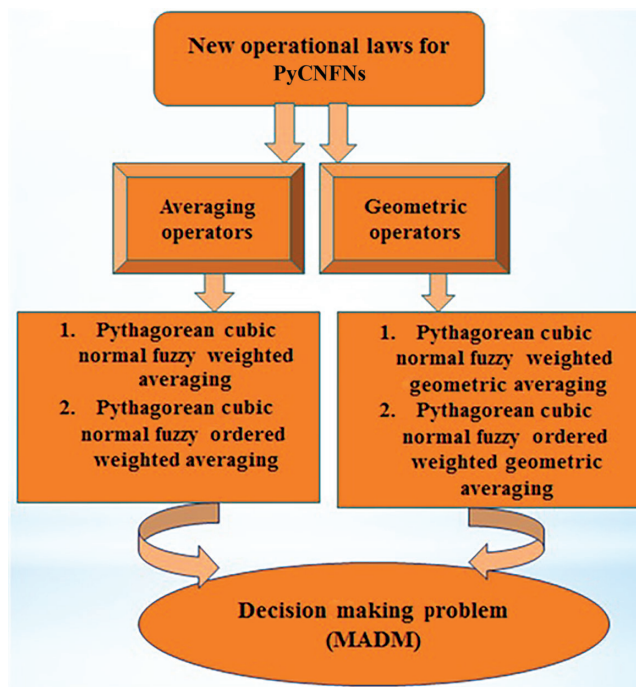 New operational laws for
PyCNFNs
Averaging
operators
Geometric
operators
1. Pythagorean cubic
normal fuzzy weighted
averaging
2. Pythagorean cubic
normal fuzzy ordered
weighted averaging
1. Pythagorean cubic
normal fuzzy weighted
geometric averaging
2. Pythagorean cubic
normal fuzzy ordered
weighted geometric
averaging
Decision making problem
(MADM)